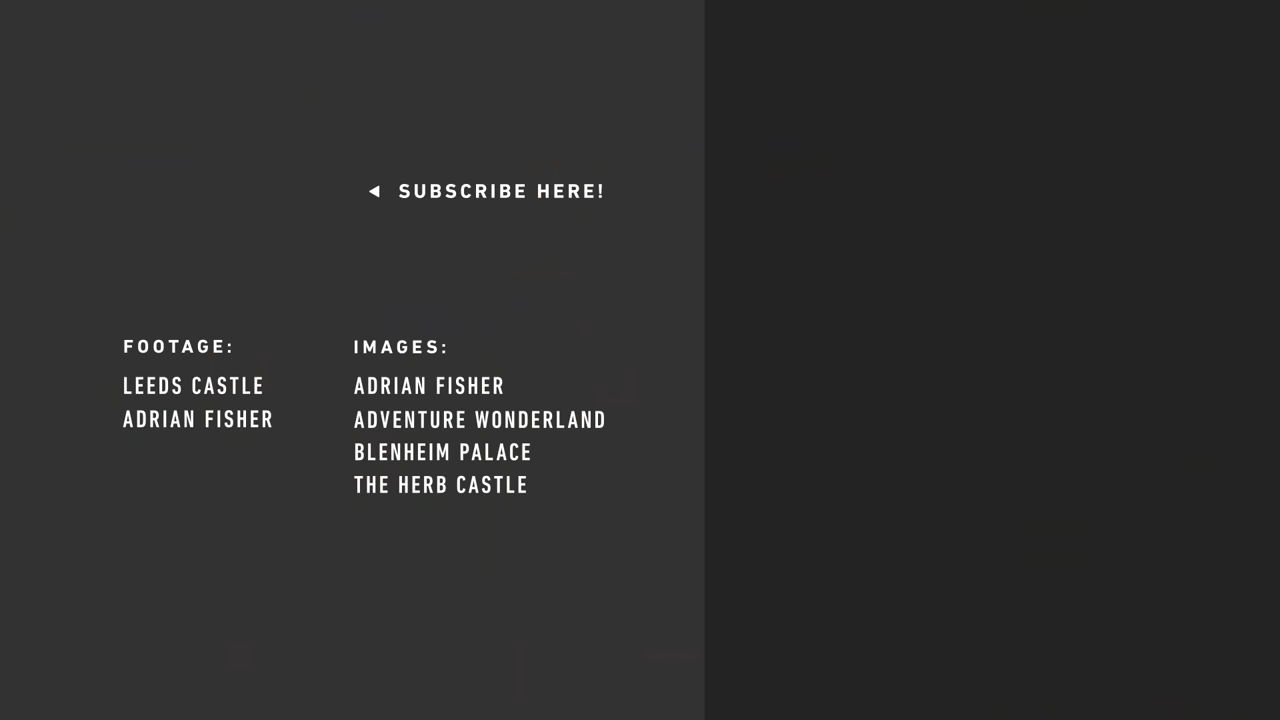 ◀ SUBSCRIBE HERE!
FOOTAGE:
LEEDS CASTLE
ADRIAN FISHER
IMAGES:
ADRIAN FISHER
ADVENTURE WONDERLAND
BLENHEIM PALACE
THE HERB CASTLE